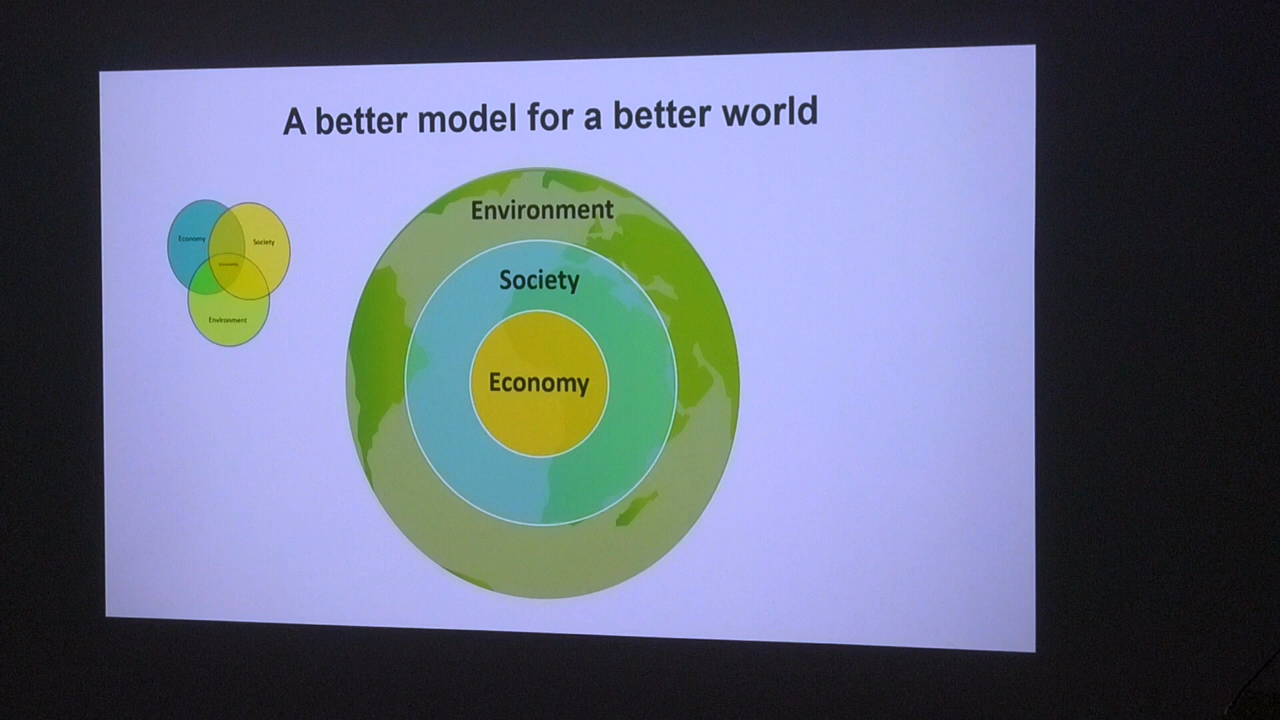 A better model for a better world
Economy
Society
Environment
Environment
Society
Economy